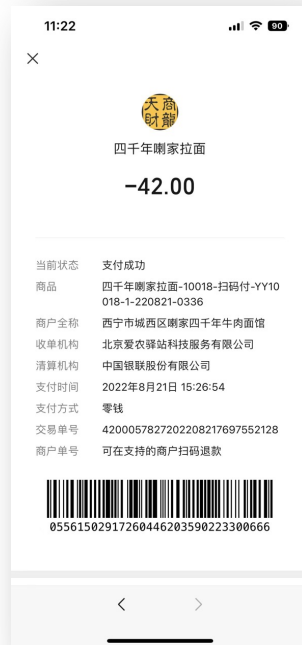 11:22
90
天商
财龍
四千年喇家拉面
-42.00
当前状态 支付成功
商品 四千年喇家拉面-10018-扫码付-YY10
018-1-220821-0336
商户全称 西宁市城西区喇家四千年牛肉面馆
收单机构 北京爱农驿站科技服务有限公司
清算机构 中国银联股份有限公司
支付时间 2022年8月21日 15:26:54
支付方式 零钱
交易单号 4200057827202208217697552128
商户单号 可在支持的商户扫码退款
05561502917260446203590223300666